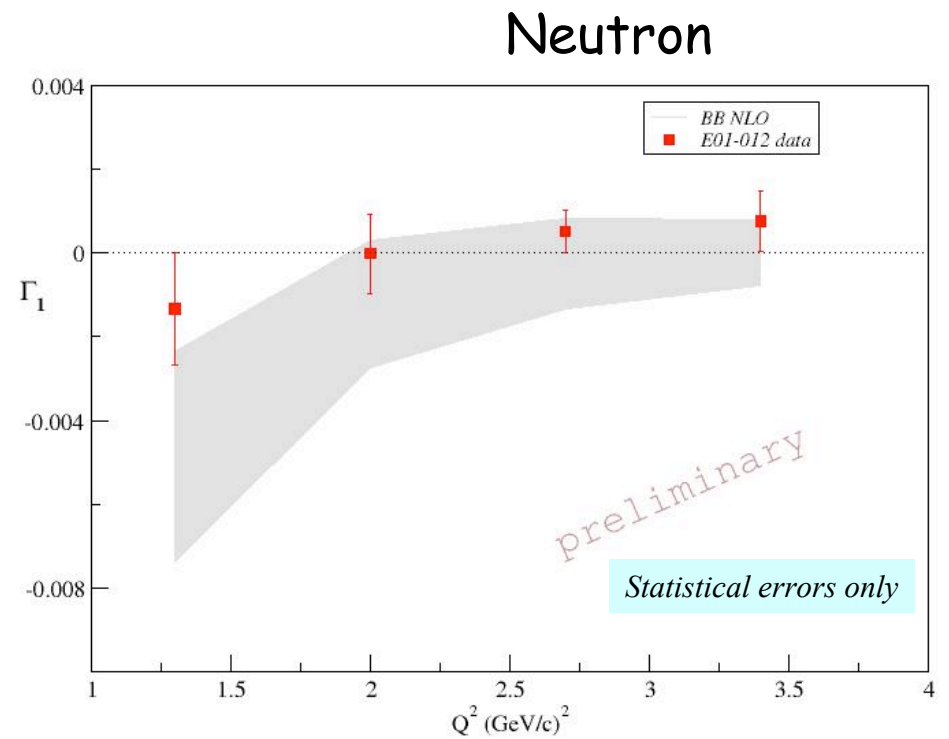 Neutron
0.004
BB NLO
E01-012 data
0
Γ₁
-0.004
preliminary
Statistical errors only
-0.008
1 1.5 2 2.5 3 3.5 4
Q² (GeV/c)²